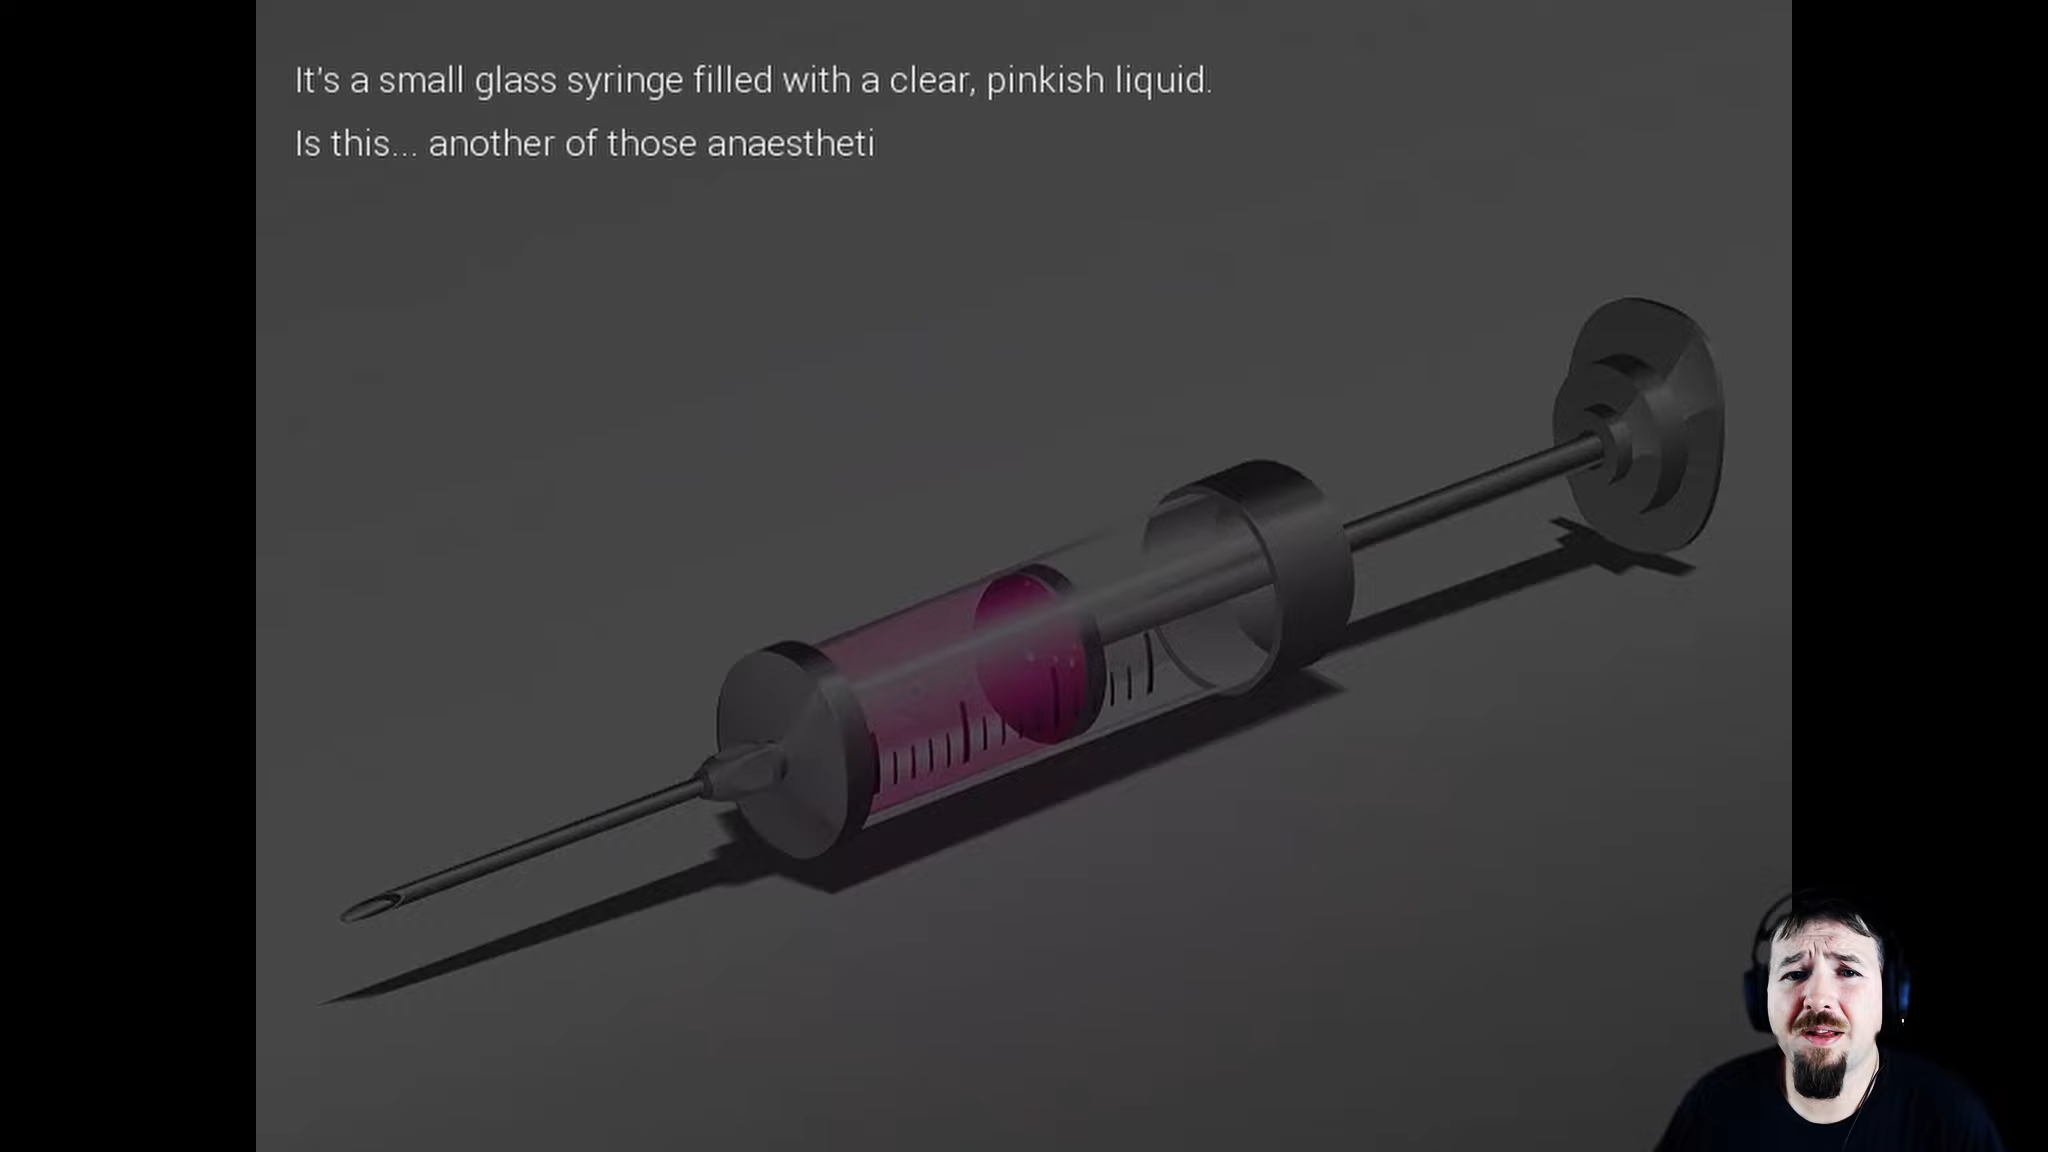 It's a small glass syringe filled with a clear, pinkish liquid.
Is this... another of those anaestheti